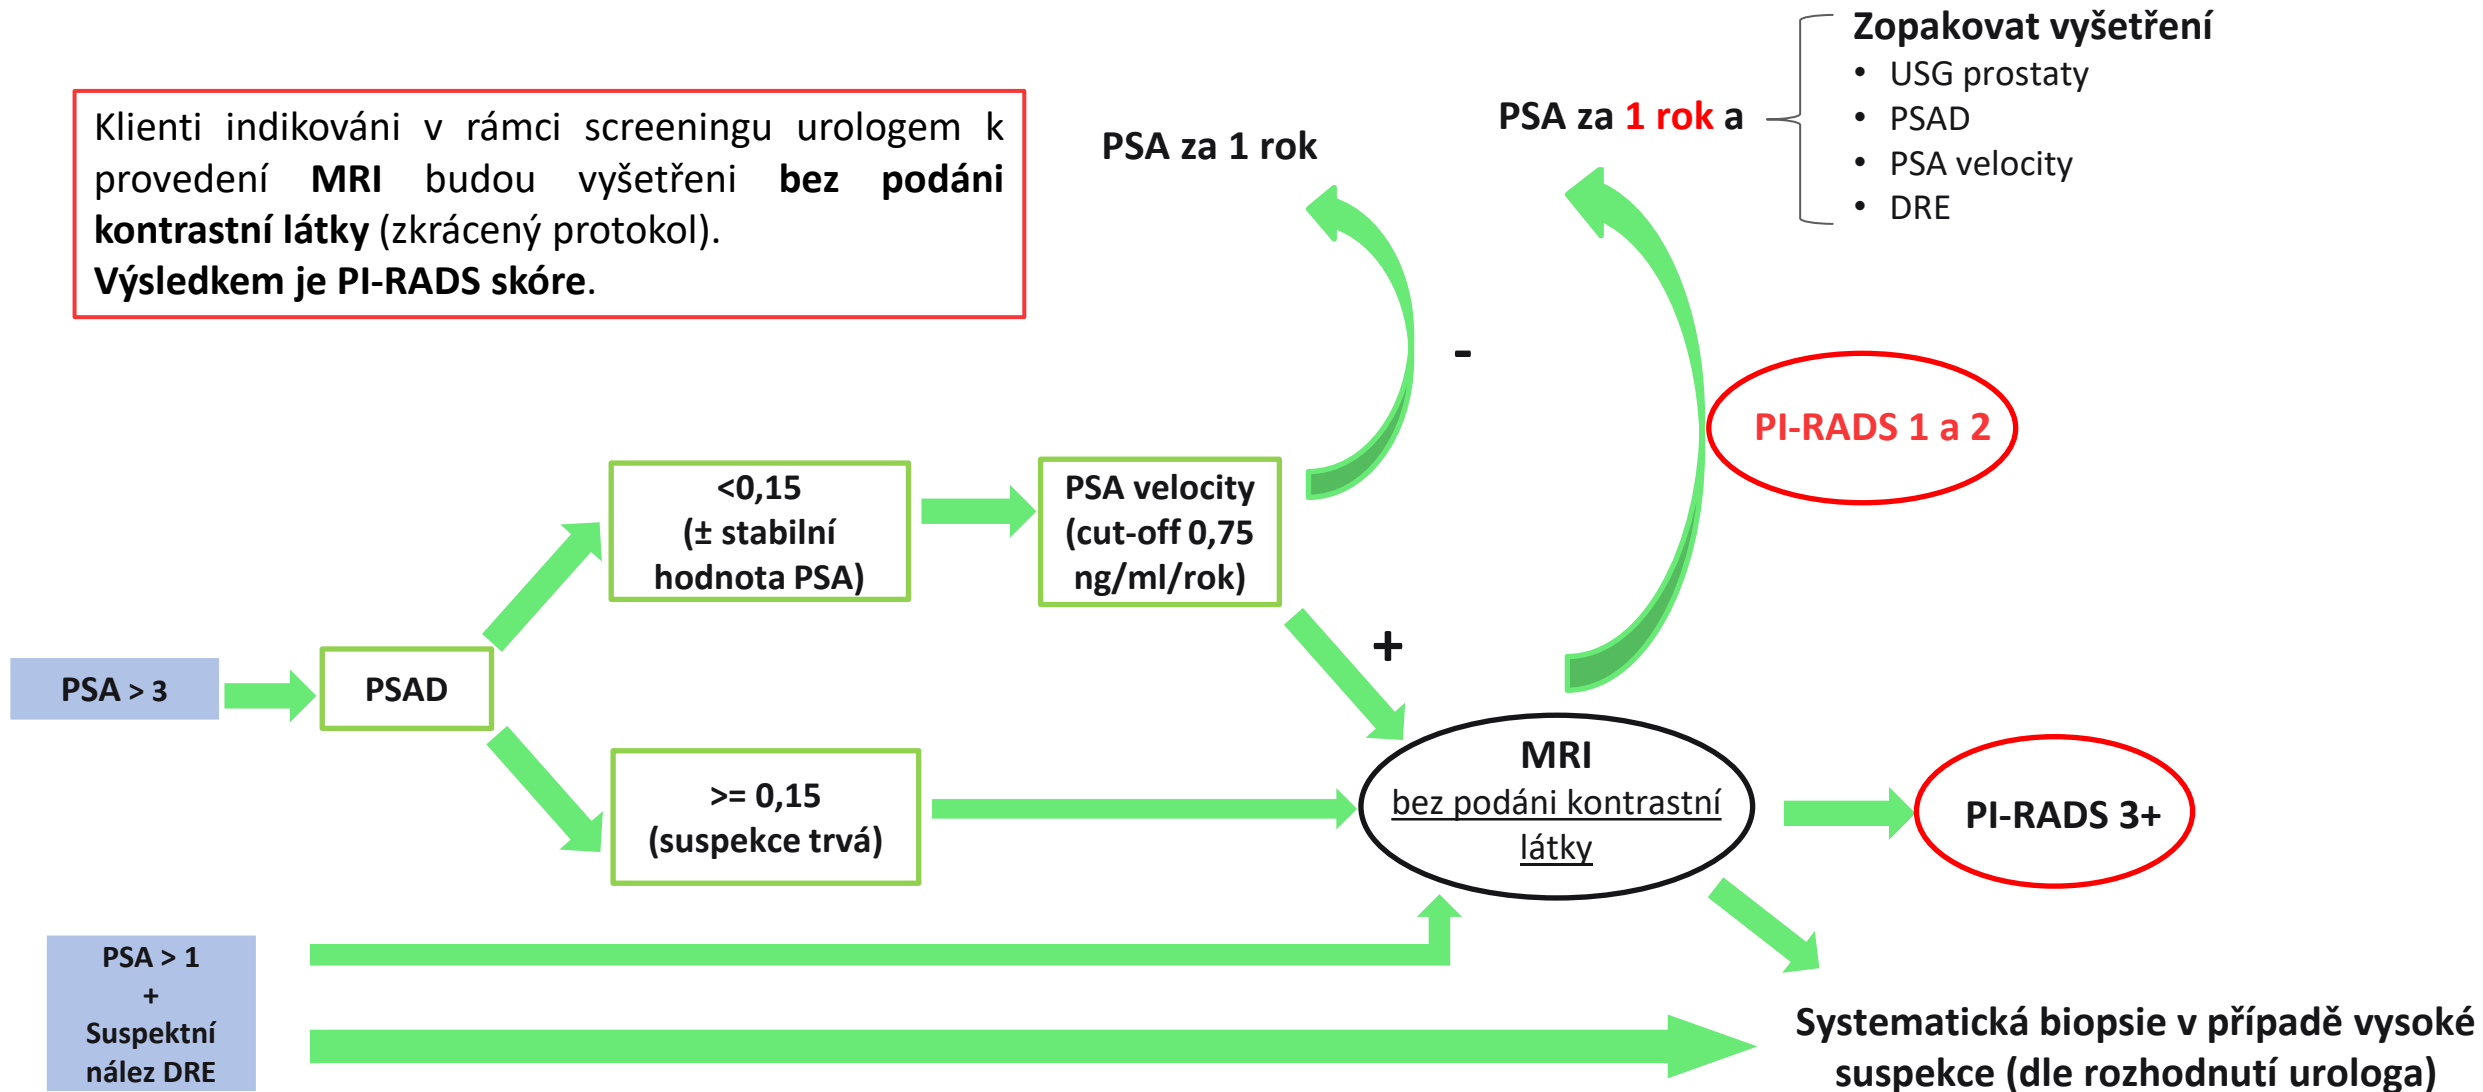 Zopakovat vyšetření
• USG prostaty
• PSAD
• PSA velocity
• DRE
PSA za 1 rok a
PSA za 1 rok
Klienti indikováni v rámci screeningu urologem k
provedení MRI budou vyšetřeni bez podáni
kontrastní látky (zkrácený protokol).
Výsledkem je PI-RADS skóre.
-
PI-RADS 1 a 2
<0,15
(± stabilní
hodnota PSA)
PSA velocity
(cut-off 0,75
ng/ml/rok)
+
PSA > 3
PSAD
>= 0,15
(suspekce trvá)
MRI
bez podáni kontrastní
látky
PI-RADS 3+
PSA > 1
+
Suspektní
nález DRE
Systematická biopsie v případě vysoké
suspekce (dle rozhodnutí urologa)